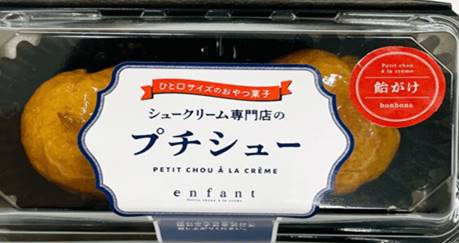 ひと口サイズのおやつ菓子
シュークリーム専門店の
プチシュー
PETIT CHOU À LA CRÈME
enfant
Petit chou à la crème
飴がけ
bonbons